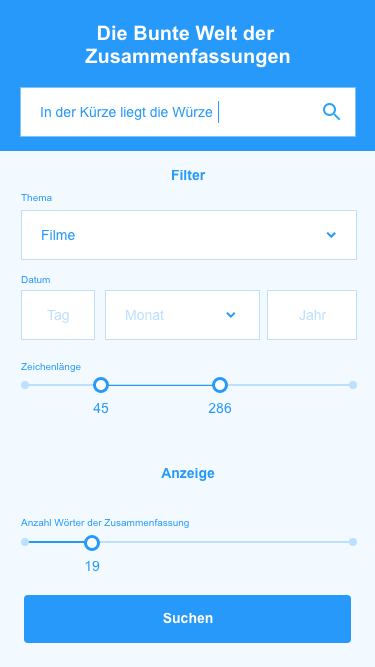 Die Bunte Welt der
Zusammenfassungen
In der Kürze liegt die Würze
Filter
Thema
Filme
Datum
Tag Monat Jahr
Zeichenlänge
45 286
Anzeige
Anzahl Wörter der Zusammenfassung
19
Suchen